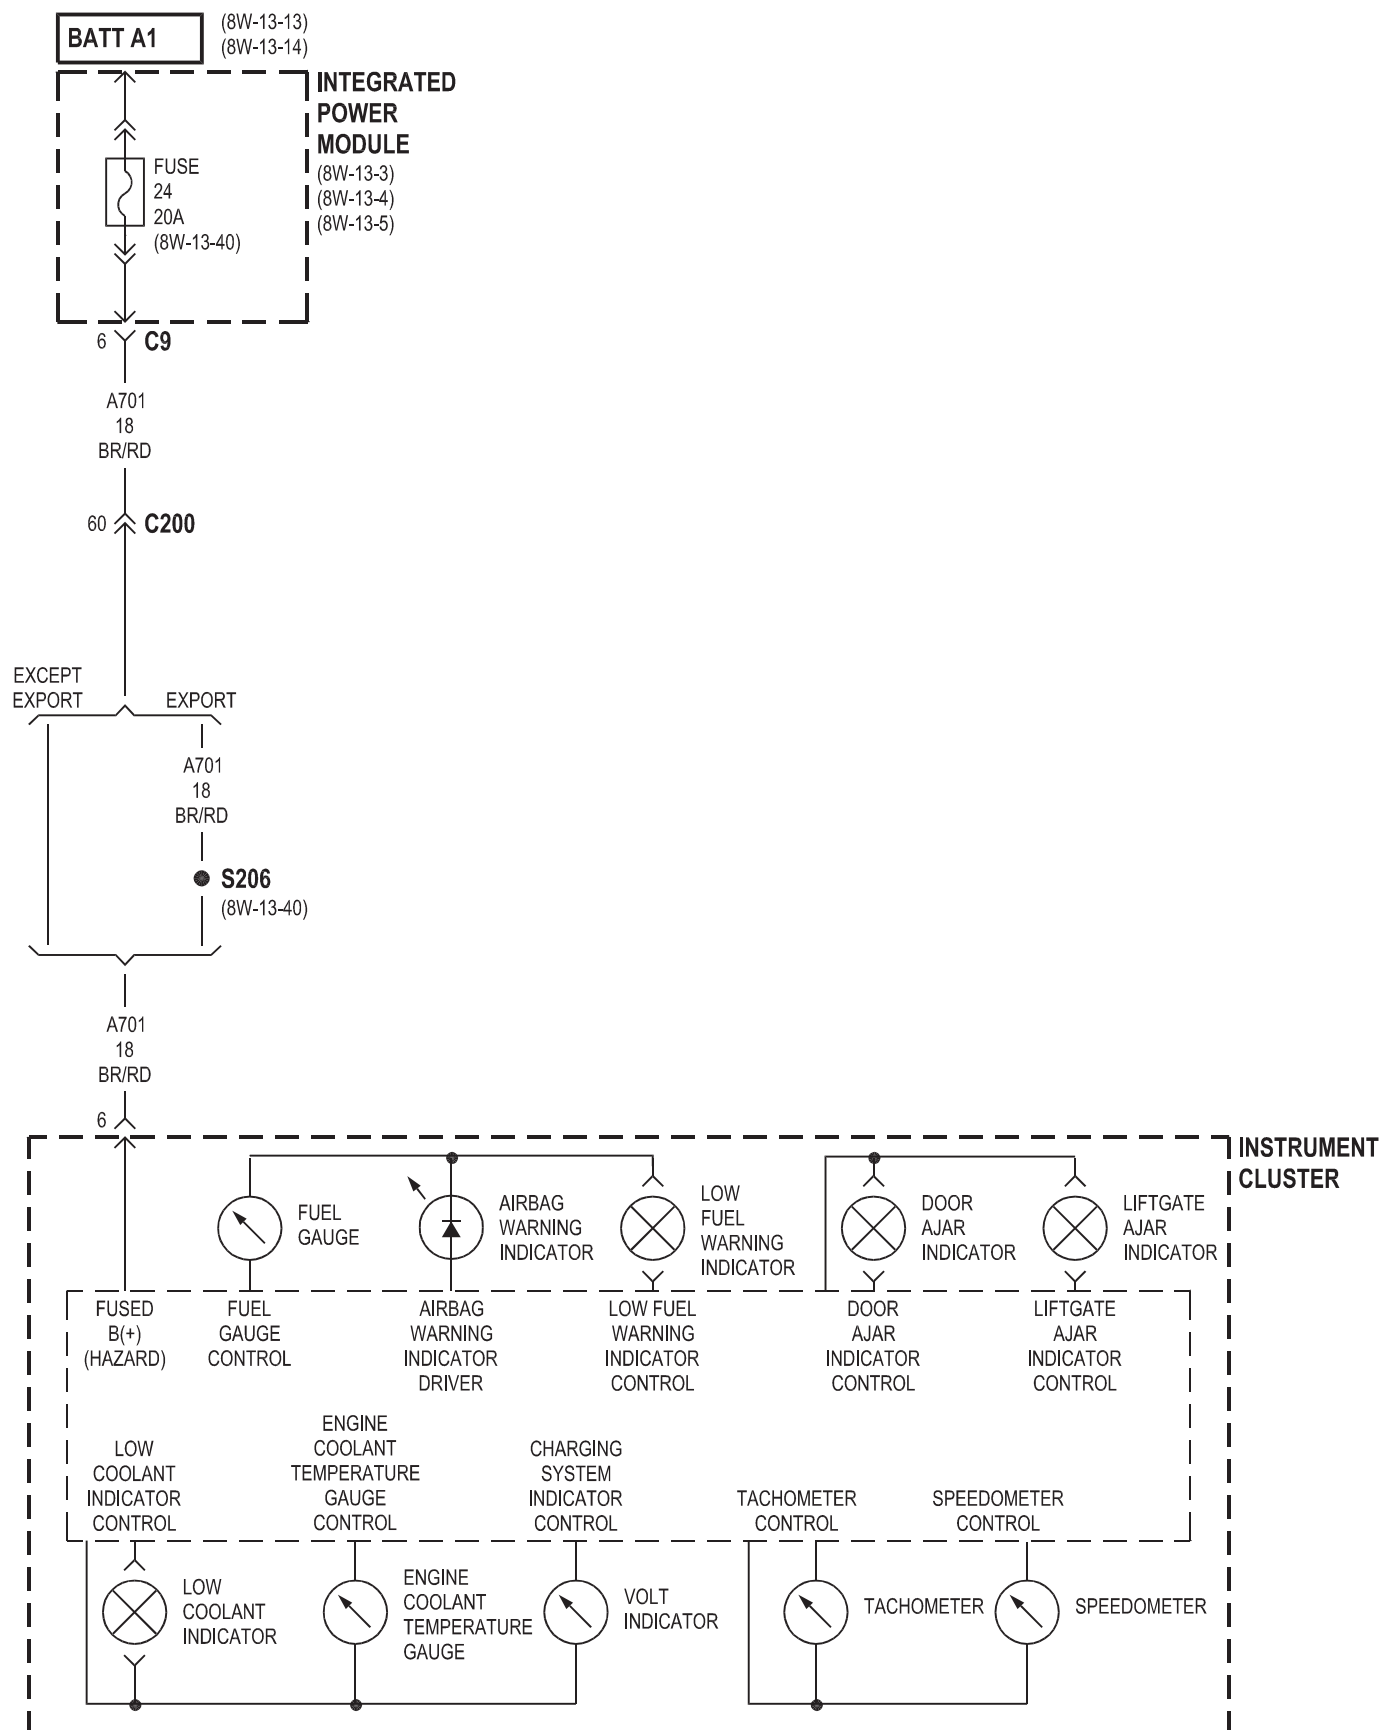 BATT A1
(8W-13-13)
(8W-13-14)
INTEGRATED
POWER
MODULE
(8W-13-3)
(8W-13-4)
(8W-13-5)
FUSE
24
20A
(8W-13-40)
6
C9
A701
18
BR/RD
60
C200
EXCEPT
EXPORT
EXPORT
A701
18
BR/RD
S206
(8W-13-40)
A701
18
BR/RD
6
INSTRUMENT
CLUSTER
FUEL
GAUGE
AIRBAG
WARNING
INDICATOR
LOW
FUEL
WARNING
INDICATOR
DOOR
AJAR
INDICATOR
LIFTGATE
AJAR
INDICATOR
FUSED
B(+)
(HAZARD)
FUEL
GAUGE
CONTROL
AIRBAG
WARNING
INDICATOR
DRIVER
LOW FUEL
WARNING
INDICATOR
CONTROL
DOOR
AJAR
INDICATOR
CONTROL
LIFTGATE
AJAR
INDICATOR
CONTROL
LOW
COOLANT
INDICATOR
CONTROL
ENGINE
COOLANT
TEMPERATURE
GAUGE
CONTROL
CHARGING
SYSTEM
INDICATOR
CONTROL
TACHOMETER
CONTROL
SPEEDOMETER
CONTROL
LOW
COOLANT
INDICATOR
ENGINE
COOLANT
TEMPERATURE
GAUGE
VOLT
INDICATOR
TACHOMETER
SPEEDOMETER